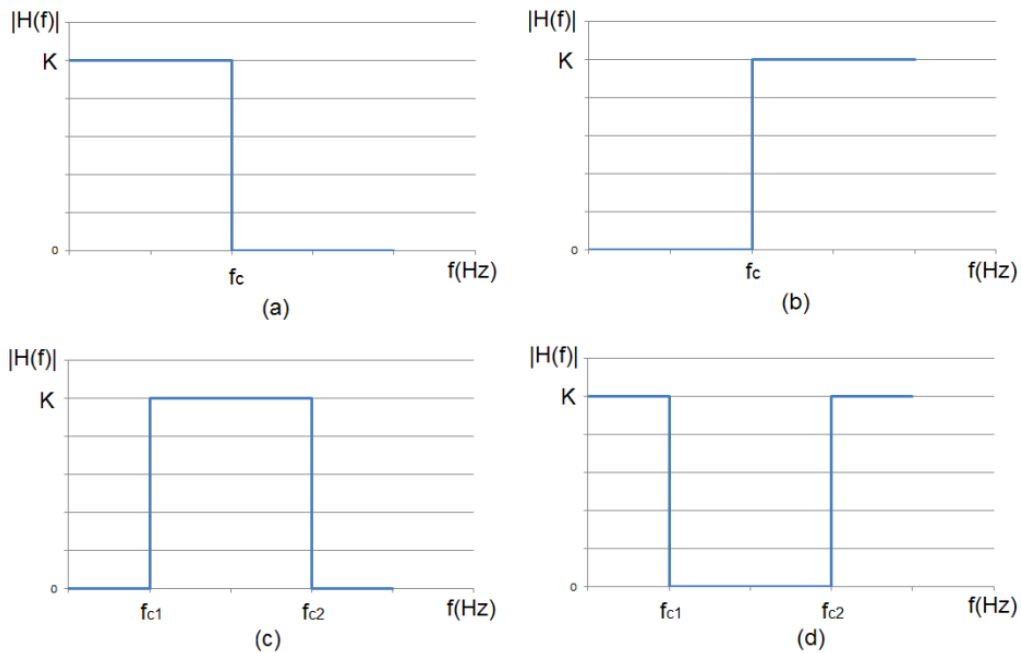 |H(f)|
K
0
fc
f(Hz)
(a)
|H(f)|
K
0
fc
f(Hz)
(b)
|H(f)|
K
0
fc1
fc2
f(Hz)
(c)
|H(f)|
K
0
fc1
fc2
f(Hz)
(d)